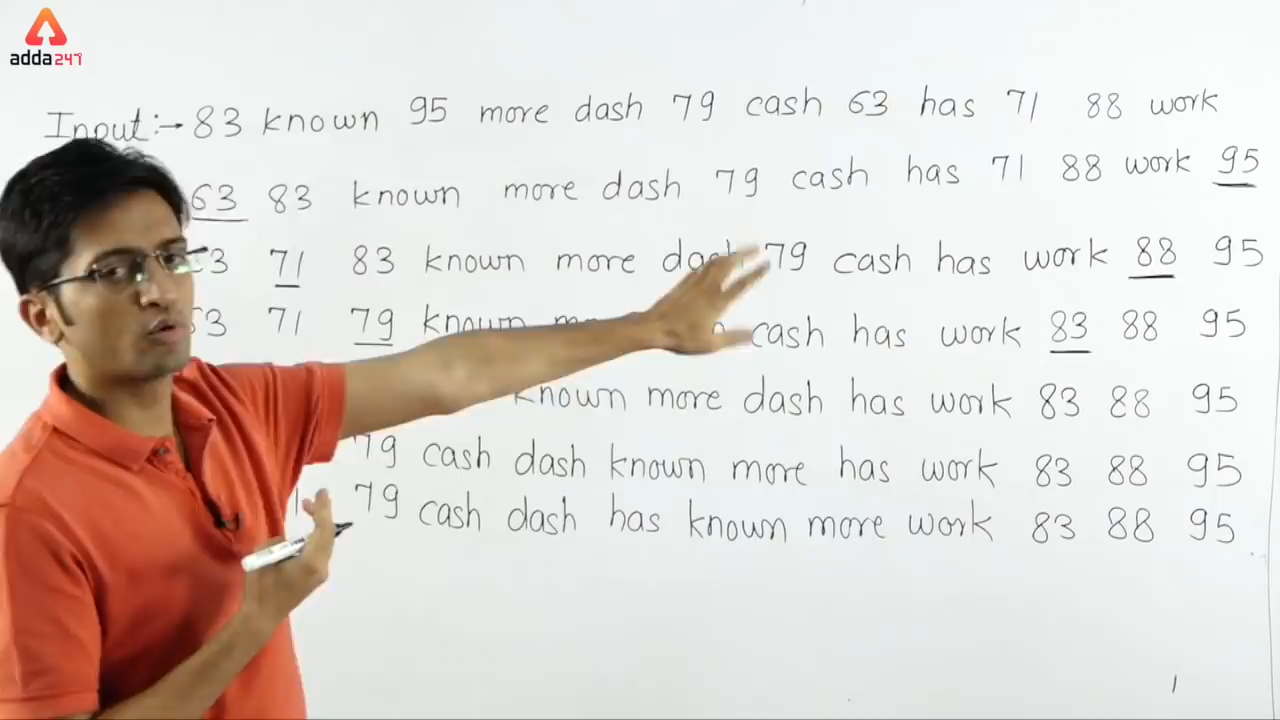 adda247
Input:→ 83 known 95 more dash 79 cash 63 has 71 88 work
63 83 known more dash 79 cash has 71 88 work 95
71 83 known more dash 79 cash has work 88 95
71 79 known cash has work 83 88 95
known more dash has work 83 88 95
79 cash dash known more has work 83 88 95
79 cash dash has known more work 83 88 95